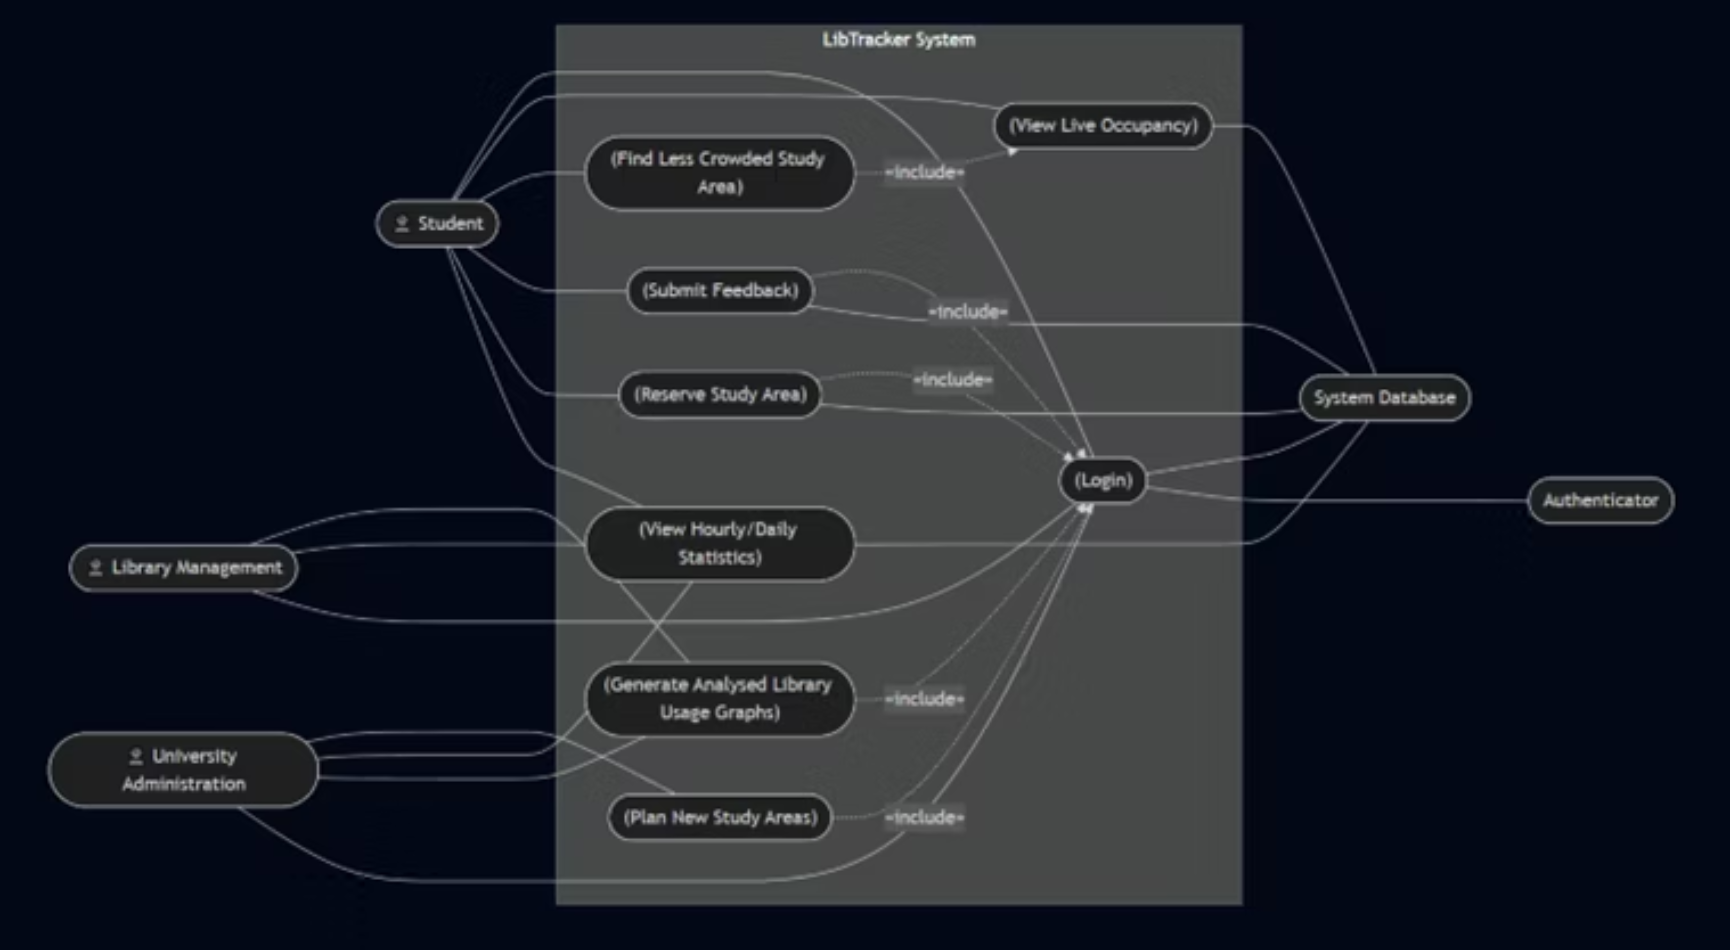 LibTracker System
(View Live Occupancy)
(Find Less Crowded Study
Area)
«include»
Student
(Submit Feedback)
«include»
(Reserve Study Area)
«include»
System Database
(Login)
Authenticator
(View Hourly/Daily
Statistics)
Library Management
(Generate Analysed Library
Usage Graphs)
«include»
University
Administration
(Plan New Study Areas)
«include»